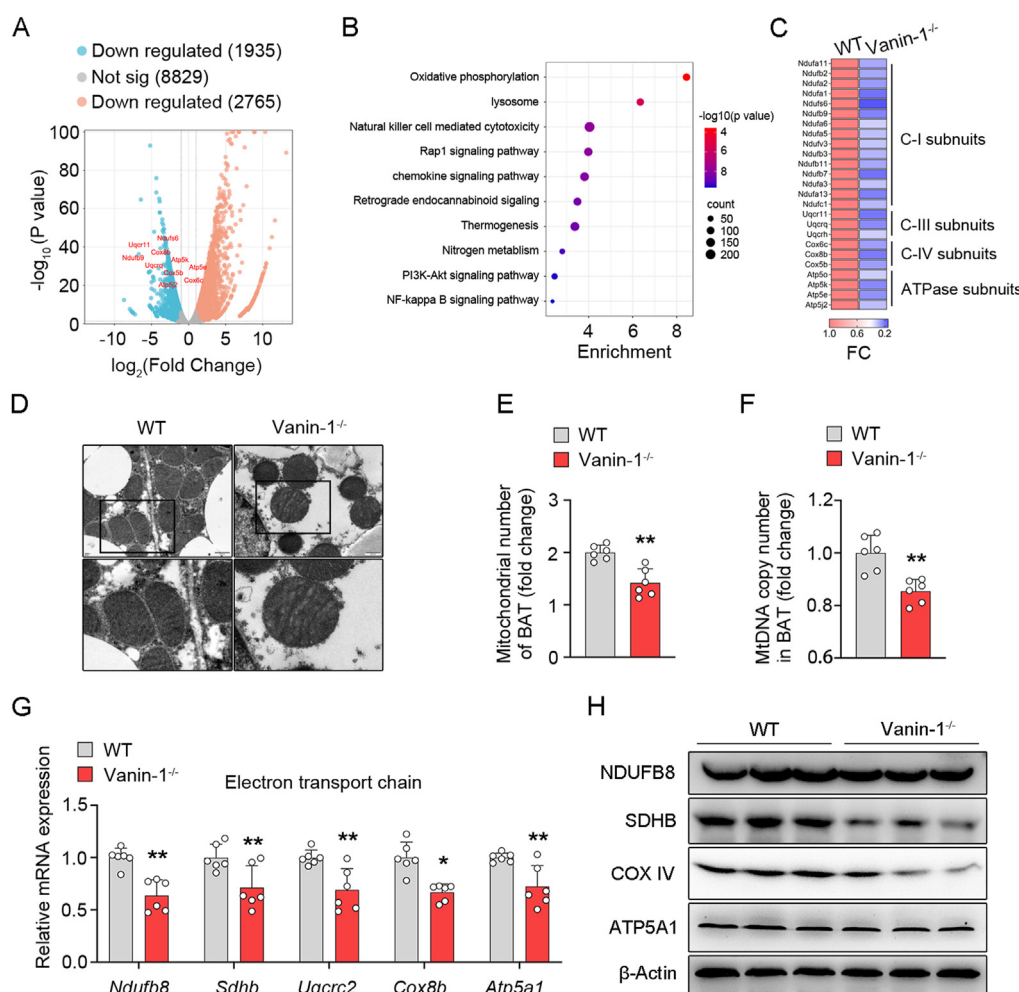 A
Down regulated (1935)
Not sig (8829)
Down regulated (2765)
-log10(P value)
100
80
60
40
20
0
Ndufs6
Uqcr11
Cox8b
Ndufb9
Atp5k
Uqcrq
Atp5e
Cox5b
Cox6c
Atp5j2
-10
-5
0
5
10
log2(Fold Change)
B
Oxidative phosphorylation
lysosome
Natural killer cell mediated cytotoxicity
Rap1 signaling pathway
chemokine signaling pathway
Retrograde endocannabinoid sigaling
Thermogenesis
Nitrogen metablism
PI3K-Akt signaling pathway
NF-kappa B signaling pathway
4
6
8
Enrichment
-log10(p value)
4
6
8
count
50
100
150
200
C
WT
Vanin-1-/-
Ndufa11
Ndufb2
Ndufa2
Ndufa1
Ndufs6
Ndufb9
Ndufa6
Ndufa5
Ndufv3
Ndufb3
Ndufb11
Ndufb7
Ndufa3
Ndufa13
Ndufc1
Uqcr11
Uqcrq
Uqcrh
Cox6c
Cox8b
Cox5b
Atp5o
Atp5k
Atp5e
Atp5j2
C-I subnuits
C-III subnuits
C-IV subnuits
ATPase subnuits
1.0 0.6 0.2
FC
D
WT
Vanin-1-/-
E
WT
Vanin-1-/-
Mitochondrial number
of BAT (fold change)
3
2
1
0
**
F
WT
Vanin-1-/-
MtDNA copy number
in BAT (fold change)
1.2
1.0
0.8
0.6
**
G
WT
Vanin-1-/-
Electron transport chain
Relative mRNA expression
1.5
1.0
0.5
0.0
**
**
**
*
**
Ndufb8
Sdhb
Uqcrc2
Cox8b
Atp5a1
H
WT
Vanin-1-/-
NDUFB8
SDHB
COX IV
ATP5A1
β-Actin